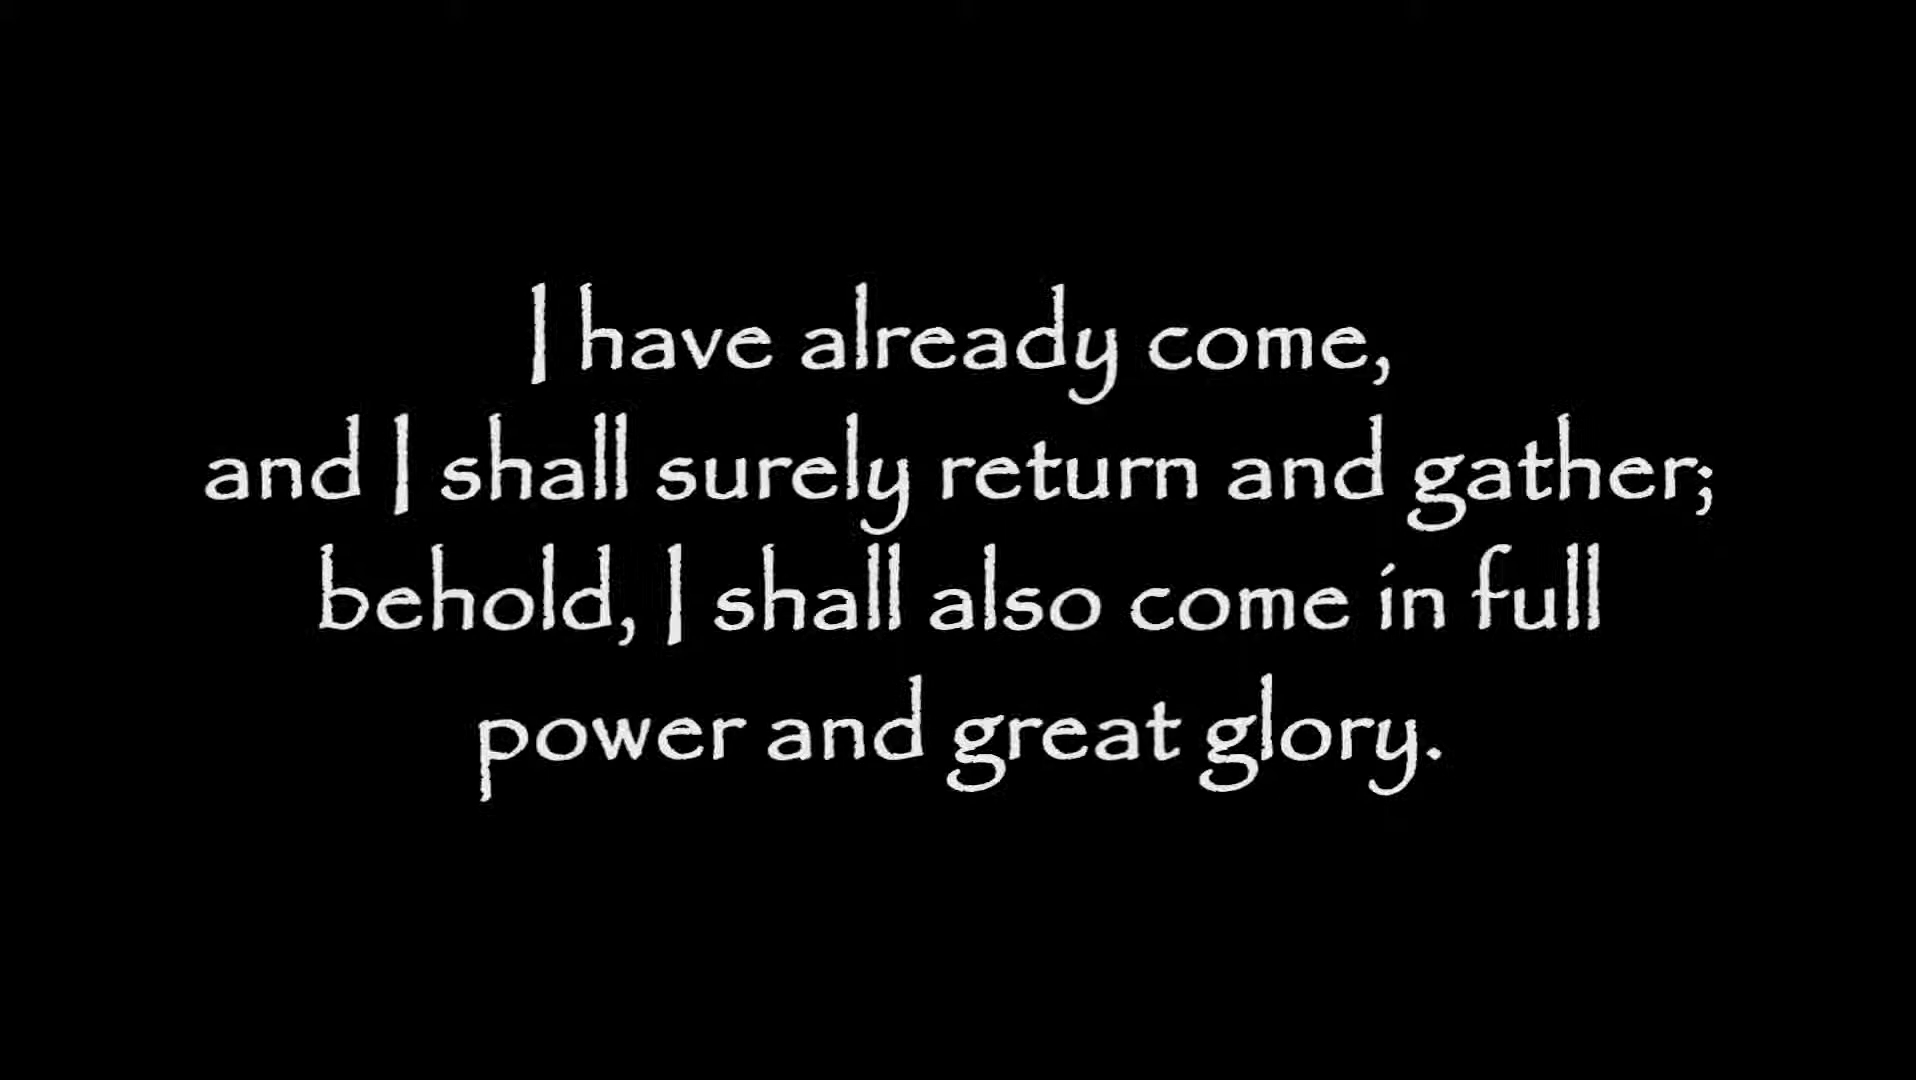 I have already come,
and I shall surely return and gather;
behold, I shall also come in full
power and great glory.